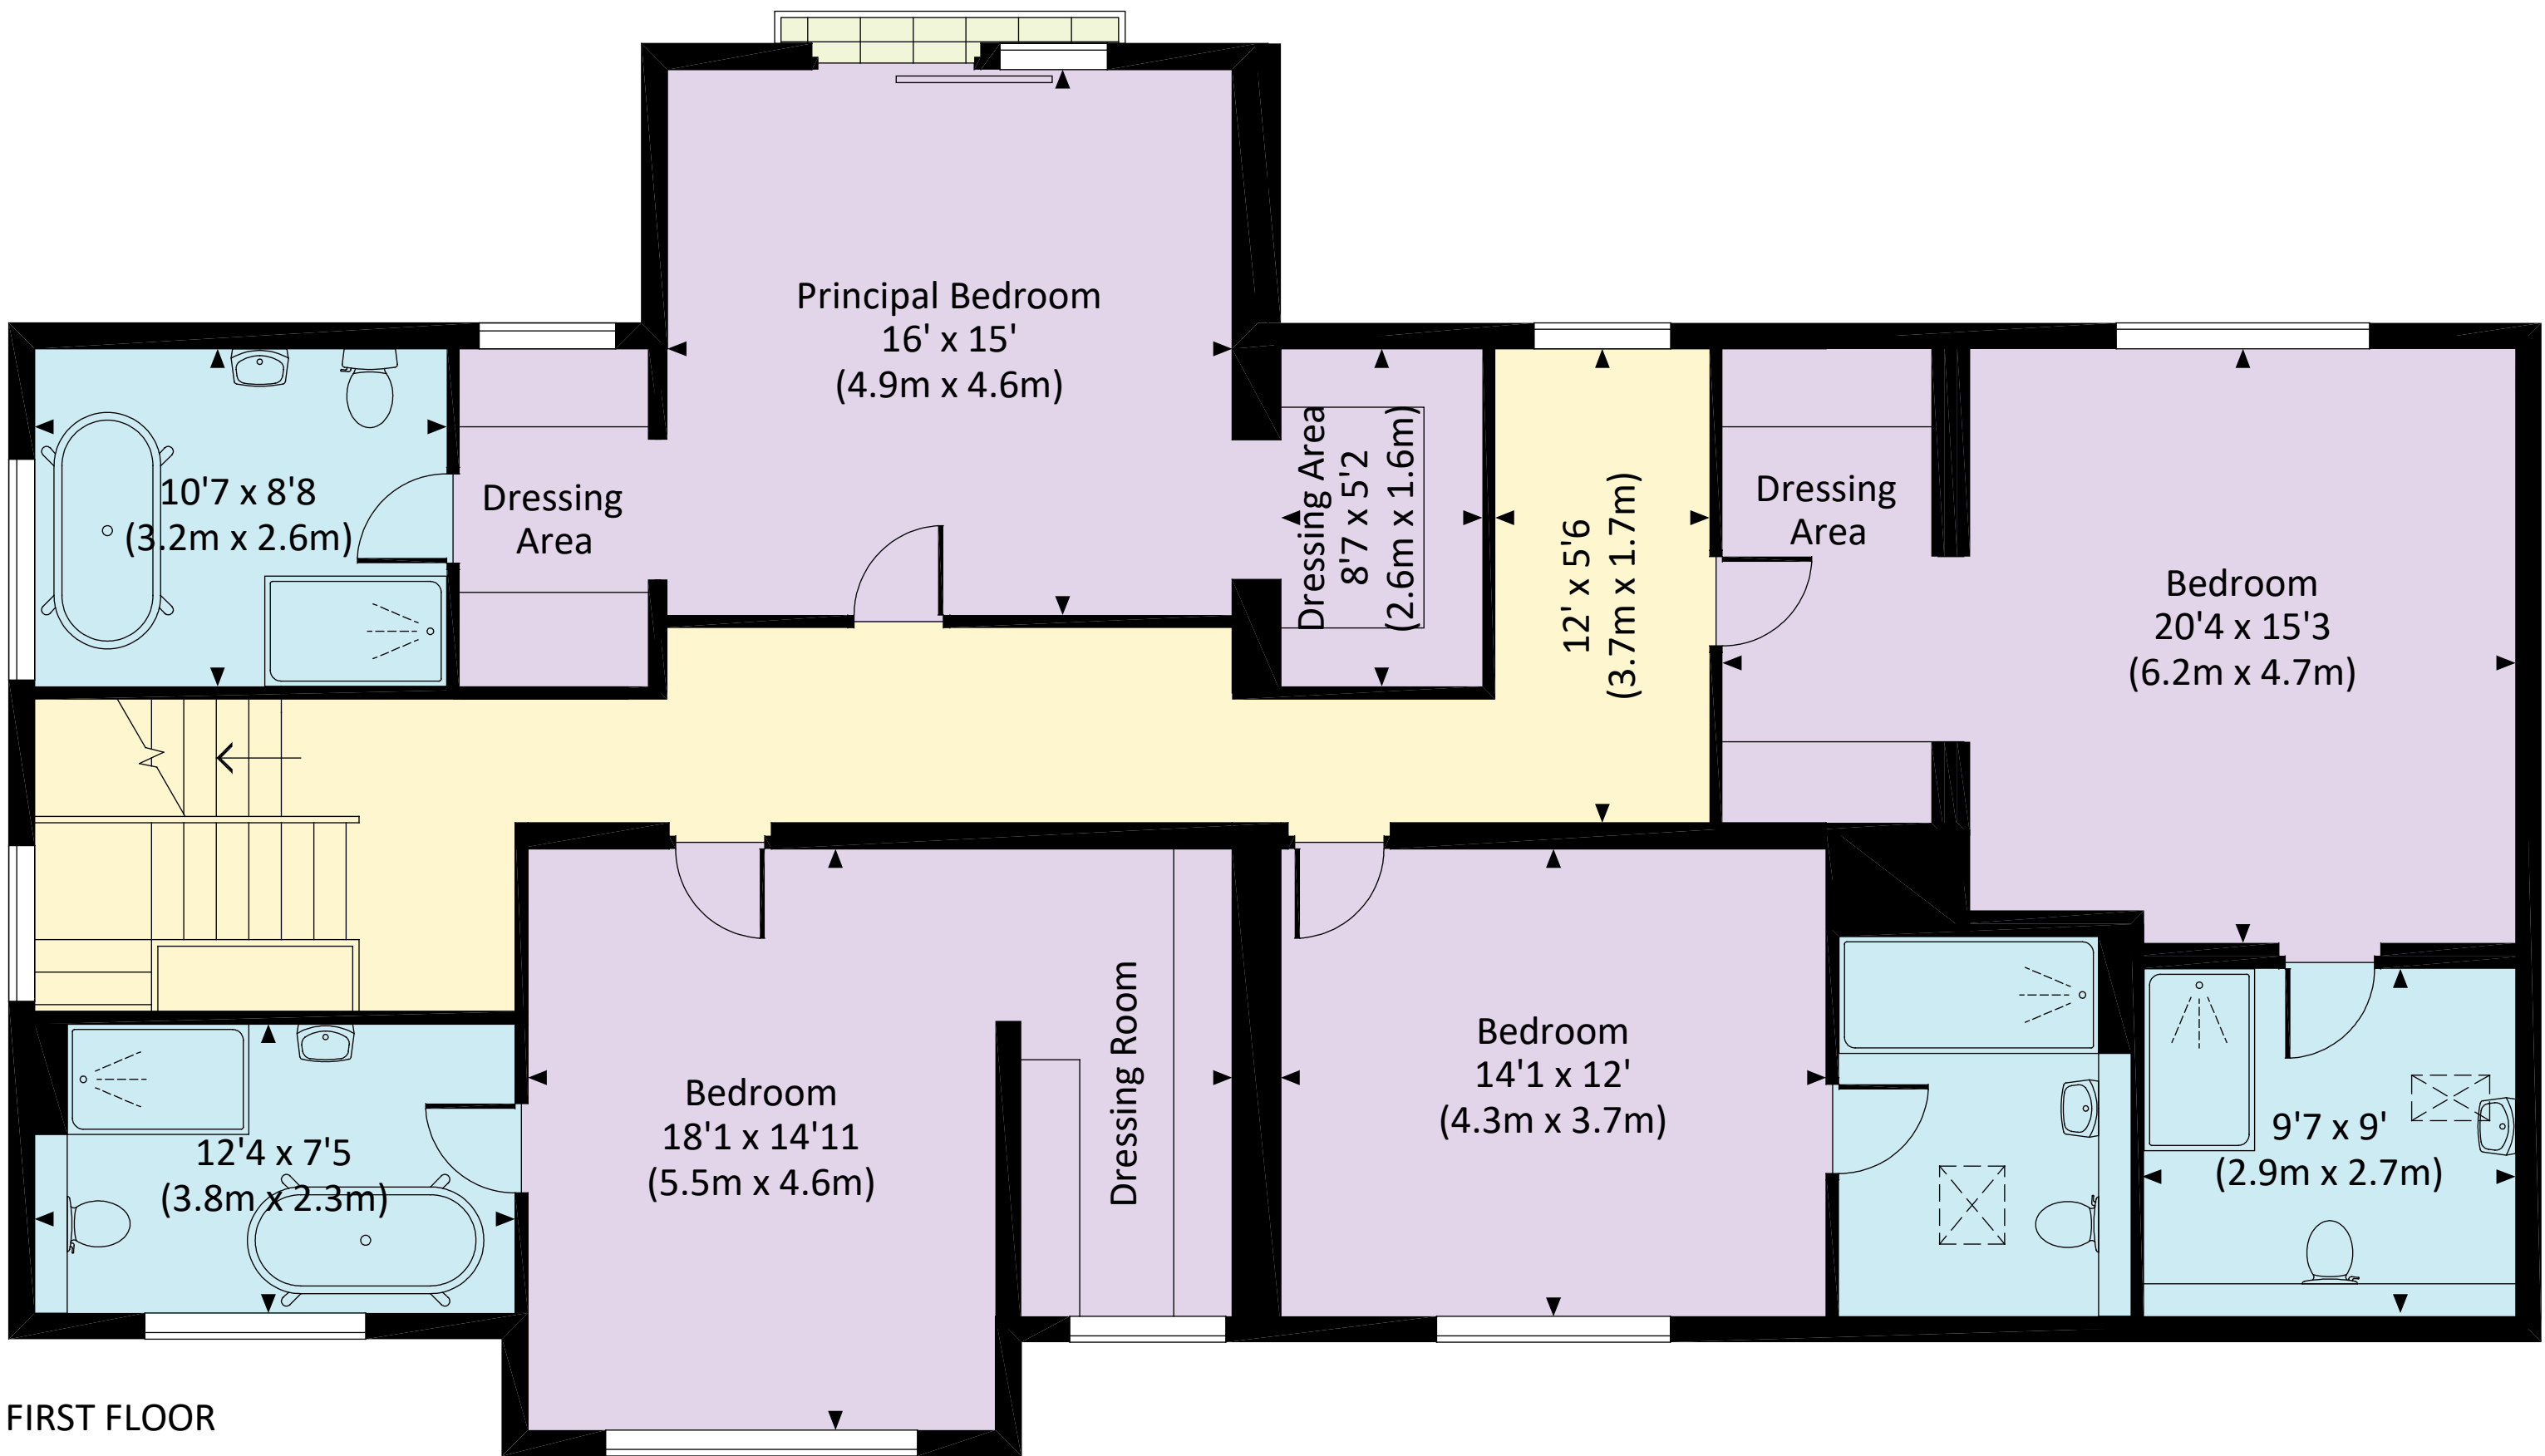 Principal Bedroom
16' x 15'
(4.9m x 4.6m)
10'7 x 8'8
(3.2m x 2.6m)
Dressing
Area
Dressing Area
8'7 x 5'2
(2.6m x 1.6m)
12' x 5'6
(3.7m x 1.7m)
Dressing
Area
Bedroom
20'4 x 15'3
(6.2m x 4.7m)
12'4 x 7'5
(3.8m x 2.3m)
Bedroom
18'1 x 14'11
(5.5m x 4.6m)
Dressing Room
Bedroom
14'1 x 12'
(4.3m x 3.7m)
9'7 x 9'
(2.9m x 2.7m)
FIRST FLOOR